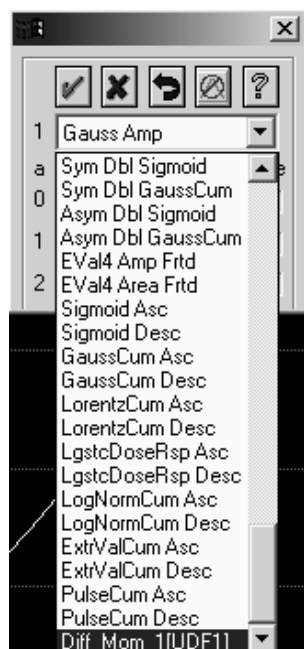 1 Gauss Amp
a Sym Dbl Sigmoid e
0 Sym Dbl GaussCum
Asym Dbl Sigmoid
1 Asym Dbl GaussCum
EVal4 Amp Frtd
2 EVal4 Area Frtd
Sigmoid Asc
Sigmoid Desc
GaussCum Asc
GaussCum Desc
LorentzCum Asc
LorentzCum Desc
LgstcDoseRsp Asc
LgstcDoseRsp Desc
LogNormCum Asc
LogNormCum Desc
ExtrValCum Asc
ExtrValCum Desc
PulseCum Asc
PulseCum Desc
Diff_Mom_1[UDF1]